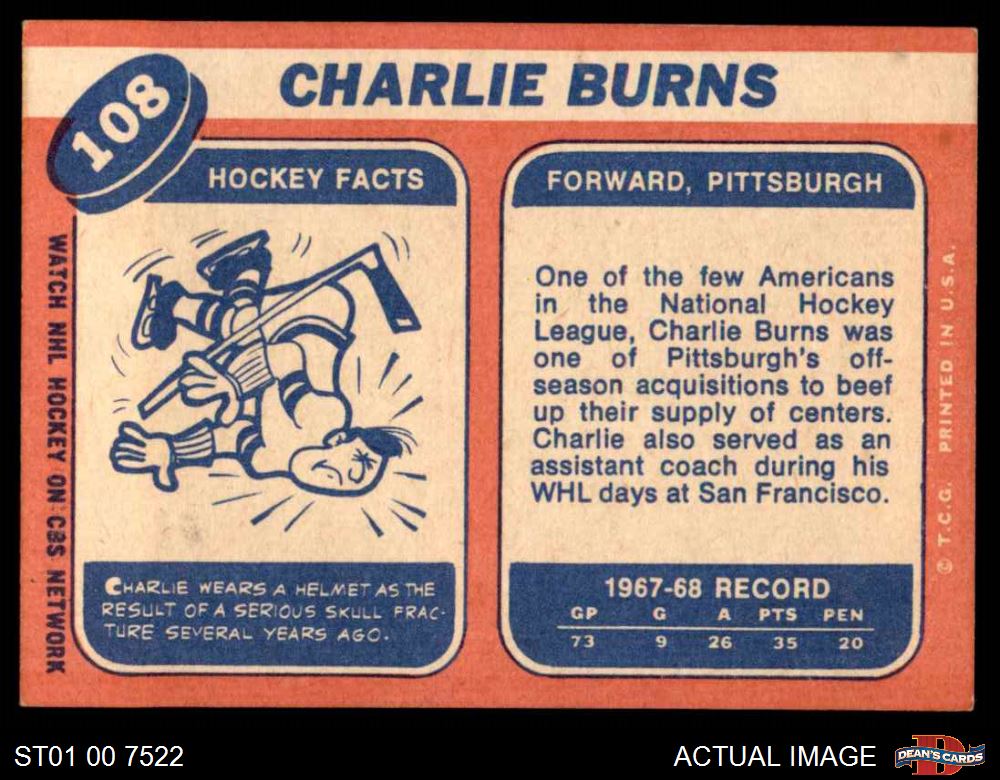 108
CHARLIE BURNS
HOCKEY FACTS
CHARLIE WEARS A HELMET AS THE
RESULT OF A SERIOUS SKULL FRAC-
TURE SEVERAL YEARS AGO.
FORWARD, PITTSBURGH
One of the few Americans
in the National Hockey
League, Charlie Burns was
one of Pittsburgh's off-
season acquisitions to beef
up their supply of centers.
Charlie also served as an
assistant coach during his
WHL days at San Francisco.
1967-68 RECORD
GP G A PTS PEN
73 9 26 35 20
WATCH NHL HOCKEY ON CBS NETWORK
© T.C.G. PRINTED IN U.S.A.
ST01 00 7522
ACTUAL IMAGE
DEAN'S CARDS